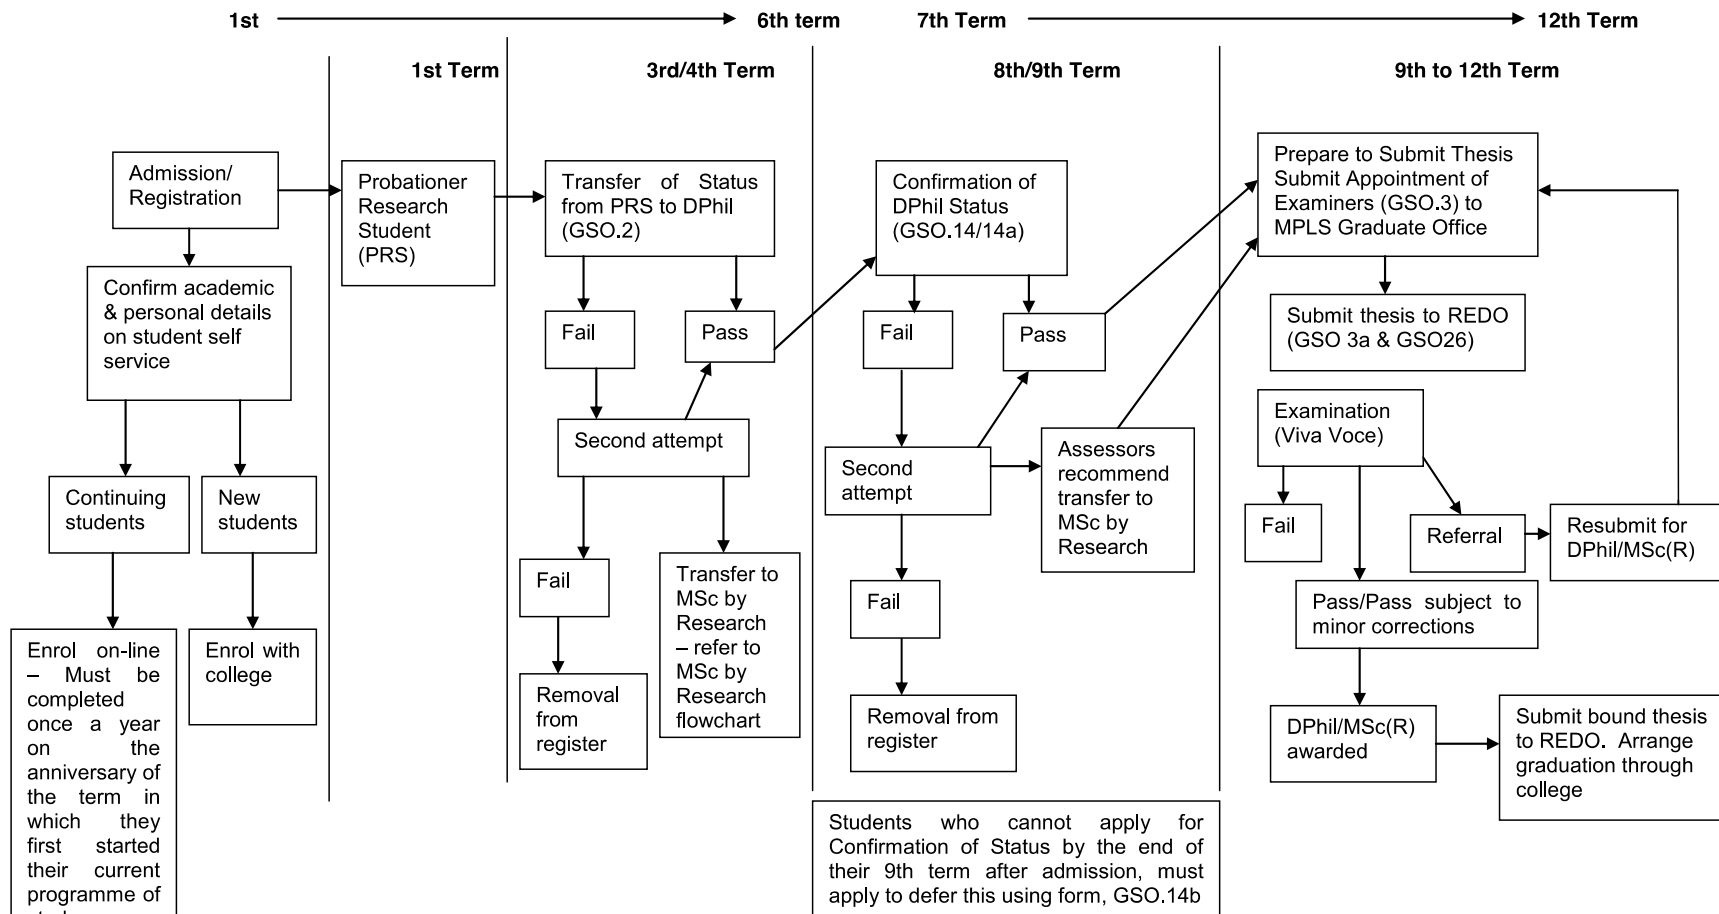 1st
6th term
7th Term
12th Term
1st Term
3rd/4th Term
8th/9th Term
9th to 12th Term
Admission/
Registration
Confirm academic
& personal details
on student self
service
Continuing
students
New
students
Enrol on-line
– Must be
completed
once a year
on the
anniversary of
the term in
which they
first started
their current
programme of
Enrol with
college
Probationer
Research
Student
(PRS)
Transfer of Status
from PRS to DPhil
(GSO.2)
Fail
Pass
Second attempt
Fail
Removal
from
register
Transfer to
MSc by
Research
– refer to
MSc by
Research
flowchart
Confirmation of
DPhil Status
(GSO.14/14a)
Fail
Pass
Second
attempt
Assessors
recommend
transfer to
MSc by
Research
Fail
Removal from
register
Students who cannot apply for
Confirmation of Status by the end of
their 9th term after admission, must
apply to defer this using form, GSO.14b
Prepare to Submit Thesis
Submit Appointment of
Examiners (GSO.3) to
MPLS Graduate Office
Submit thesis to REDO
(GSO 3a & GSO26)
Examination
(Viva Voce)
Fail
Referral
Resubmit for
DPhil/MSc(R)
Pass/Pass subject to
minor corrections
DPhil/MSc(R)
awarded
Submit bound thesis
to REDO. Arrange
graduation through
college